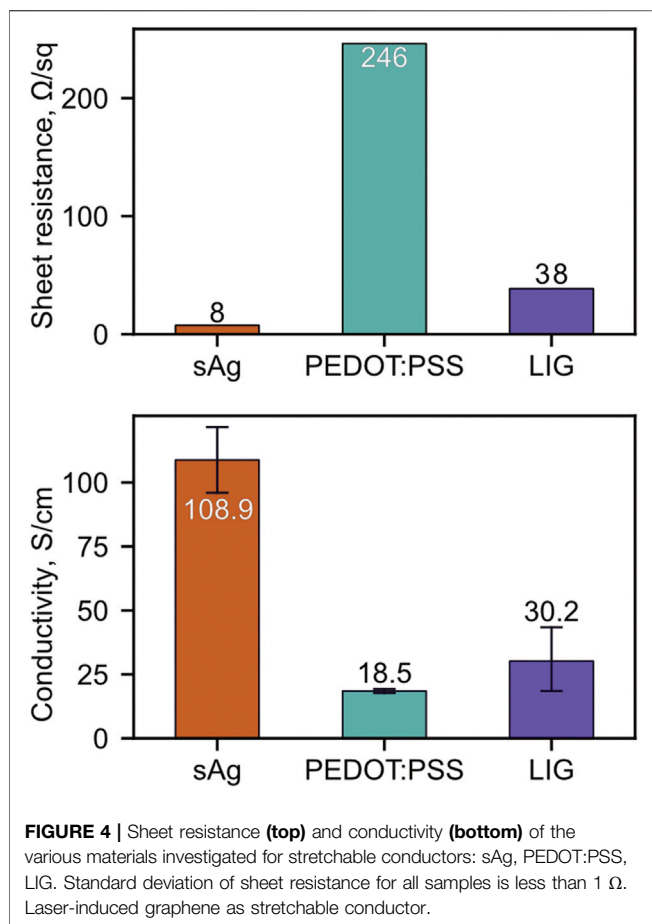 Sheet resistance, Ω/sq
200
100
0
246
8
38
sAg PEDOT:PSS LIG
Conductivity, S/cm
100
75
50
25
0
108.9
18.5
30.2
sAg PEDOT:PSS LIG
FIGURE 4 | Sheet resistance (top) and conductivity (bottom) of the
various materials investigated for stretchable conductors: sAg, PEDOT:PSS,
LIG. Standard deviation of sheet resistance for all samples is less than 1 Ω.
Laser-induced graphene as stretchable conductor.